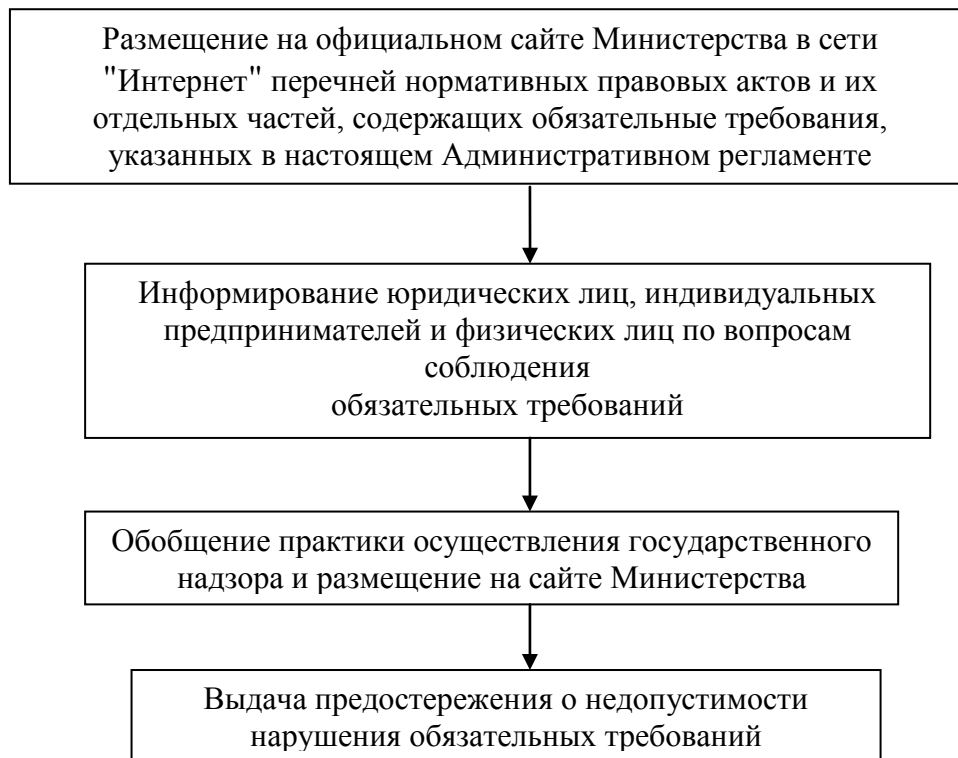 Размещение на официальном сайте Министерства в сети
"Интернет" перечней нормативных правовых актов и их
отдельных частей, содержащих обязательные требования,
указанных в настоящем Административном регламенте
Информирование юридических лиц, индивидуальных
предпринимателей и физических лиц по вопросам
соблюдения
обязательных требований
Обобщение практики осуществления государственного
надзора и размещение на сайте Министерства
Выдача предостережения о недопустимости
нарушения обязательных требований